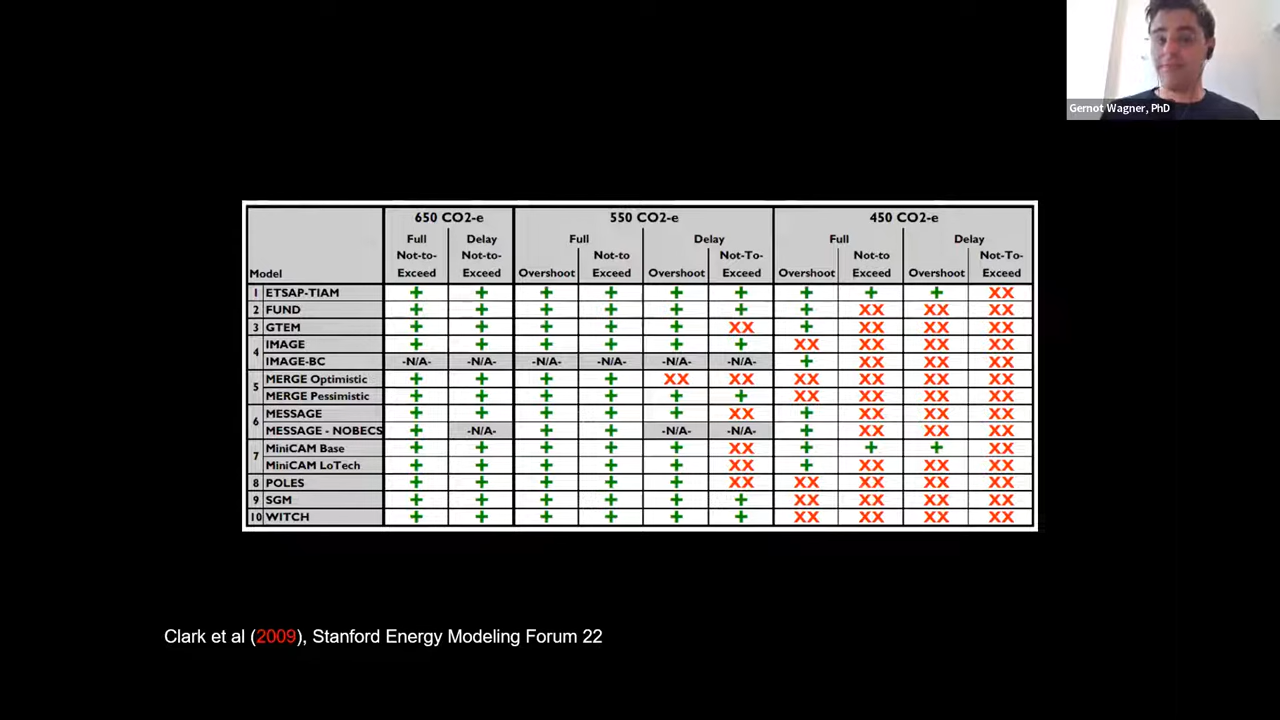 Gernot Wagner, PhD
650 CO2-e 550 CO2-e 450 CO2-e
Full Delay Full Delay Full Delay
Not-to- Not-to- Not-to Not-To- Not-to Not-To-
Model Exceed Exceed Overshoot Exceed Overshoot Exceed Overshoot Exceed Overshoot Exceed
1 ETSAP-TIAM + + + + + + + + + XX
2 FUND + + + + + + + XX XX XX
3 GTEM + + + + + XX + XX XX XX
4 IMAGE + + + + + + XX XX XX XX
IMAGE-BC -N/A- -N/A- -N/A- -N/A- -N/A- -N/A- + XX XX XX
5 MERGE Optimistic + + + + XX XX XX XX XX XX
MERGE Pessimistic + + + + + + XX XX XX XX
6 MESSAGE + + + + + XX + XX XX XX
MESSAGE - NOBECS + -N/A- + + -N/A- -N/A- + XX XX XX
7 MiniCAM Base + + + + + XX + + + XX
MiniCAM LoTech + + + + + XX + XX XX XX
8 POLES + + + + + XX XX XX XX XX
9 SGM + + + + + + XX XX XX XX
10 WITCH + + + + + + XX XX XX XX
Clark et al (2009), Stanford Energy Modeling Forum 22